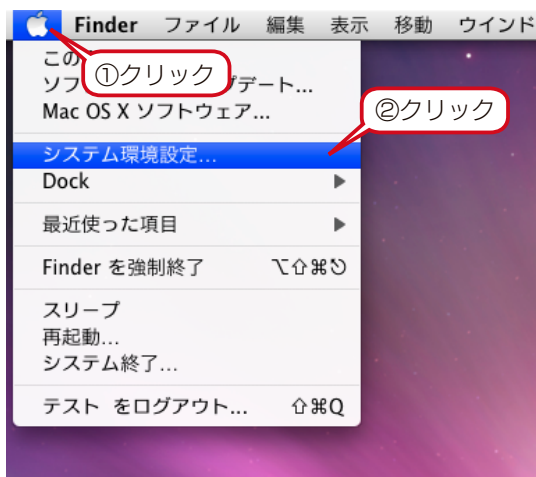 Finder ファイル 編集 表示 移動 ウインド
この
①クリック
ソフ プデート...
Mac OS X ソフトウェア...
②クリック
システム環境設定...
Dock ▶
最近使った項目 ▶
Finder を強制終了 ⌥⇧⌘⎋
スリープ
再起動...
システム終了...
テスト をログアウト... ⇧⌘Q